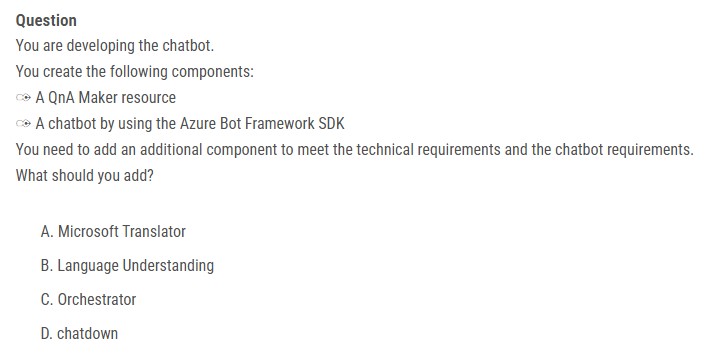 Question
You are developing the chatbot.
You create the following components:
A QnA Maker resource
A chatbot by using the Azure Bot Framework SDK
You need to add an additional component to meet the technical requirements and the chatbot requirements.
What should you add?
A. Microsoft Translator
B. Language Understanding
C. Orchestrator
D. chatdown